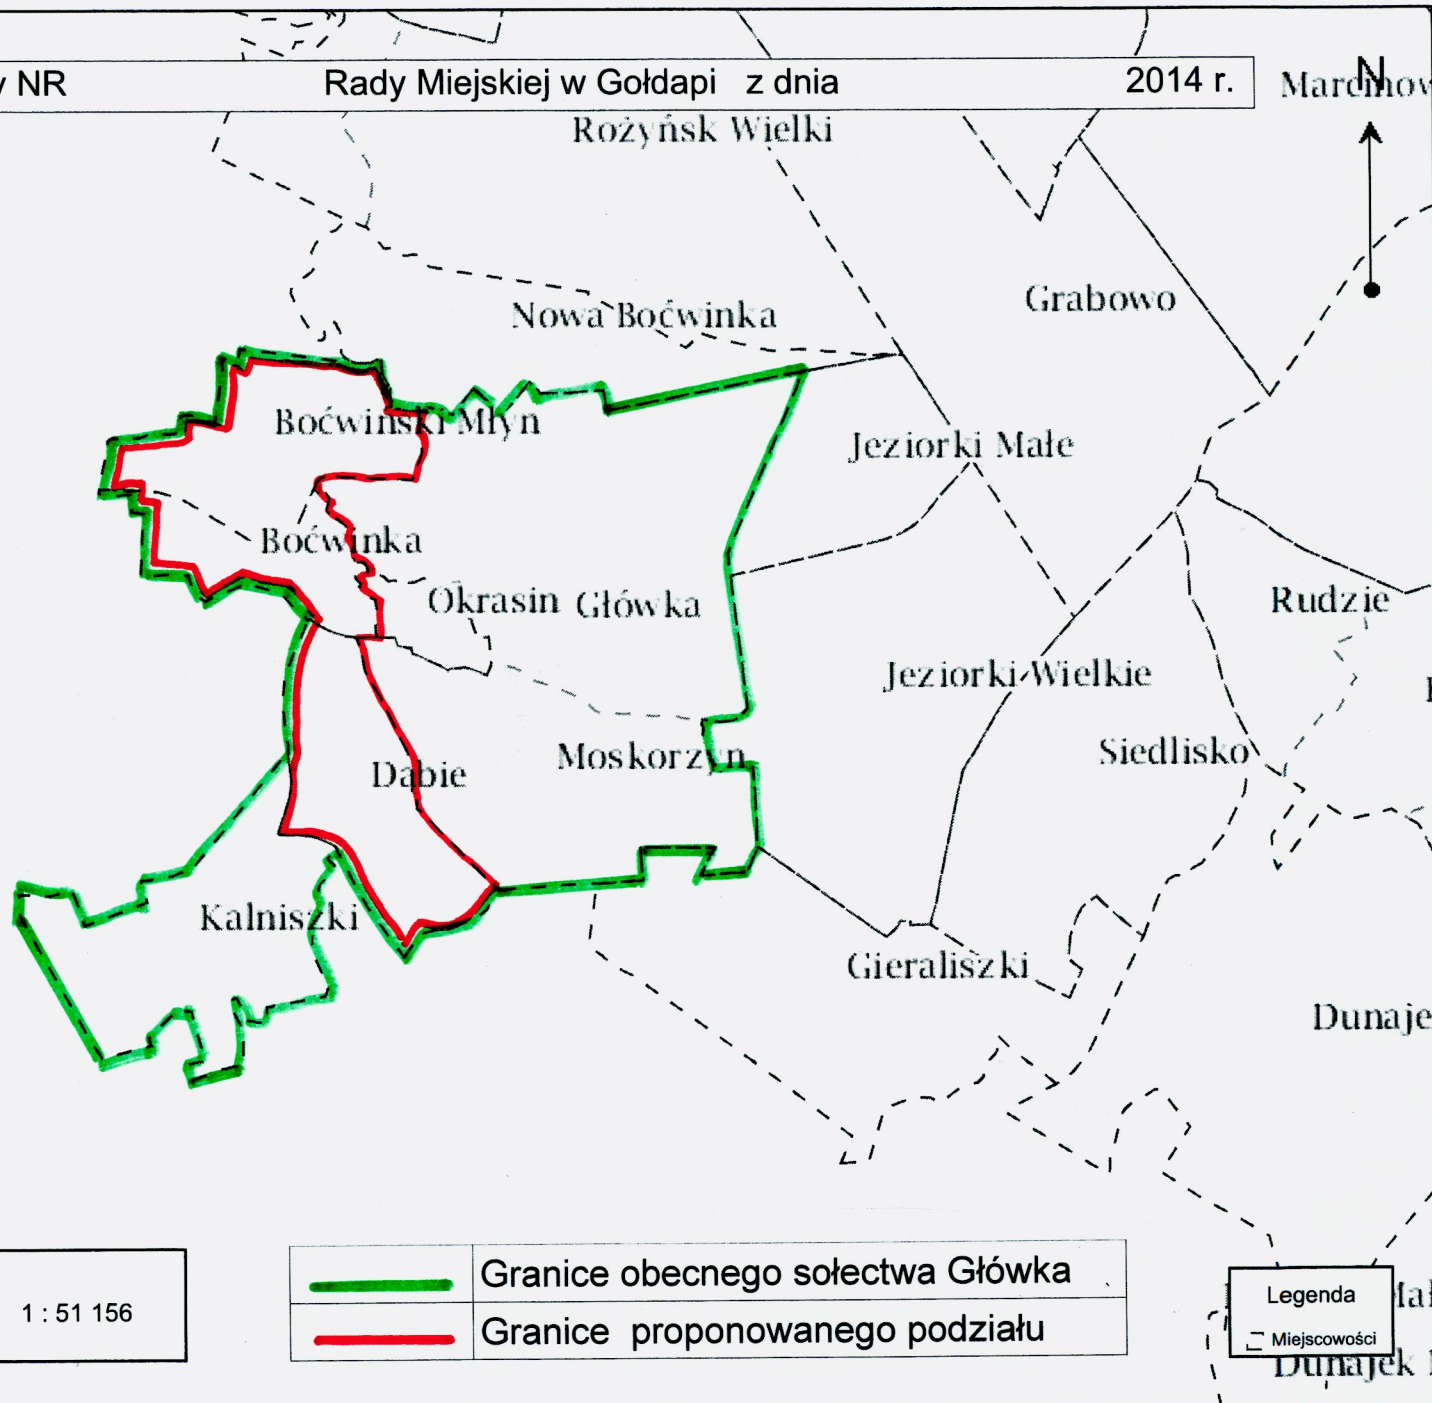 y NR Rady Miejskiej w Gołdapi z dnia 2014 r.
N
Rożyńsk Wielki
Grabowo
Nowa Boćwinka
Boćwiński Młyn
Jeziorki Małe
Boćwinka
Okrasin Główka
Rudzie
Jeziorki Wielkie
Siedlisko
Moskorzyn
Dąbie
Kalniszki
Gieraliszki
Dunaje
Granice obecnego sołectwa Główka
Granice proponowanego podziału
1 : 51 156
Legenda
Miejscowości
Dunajek